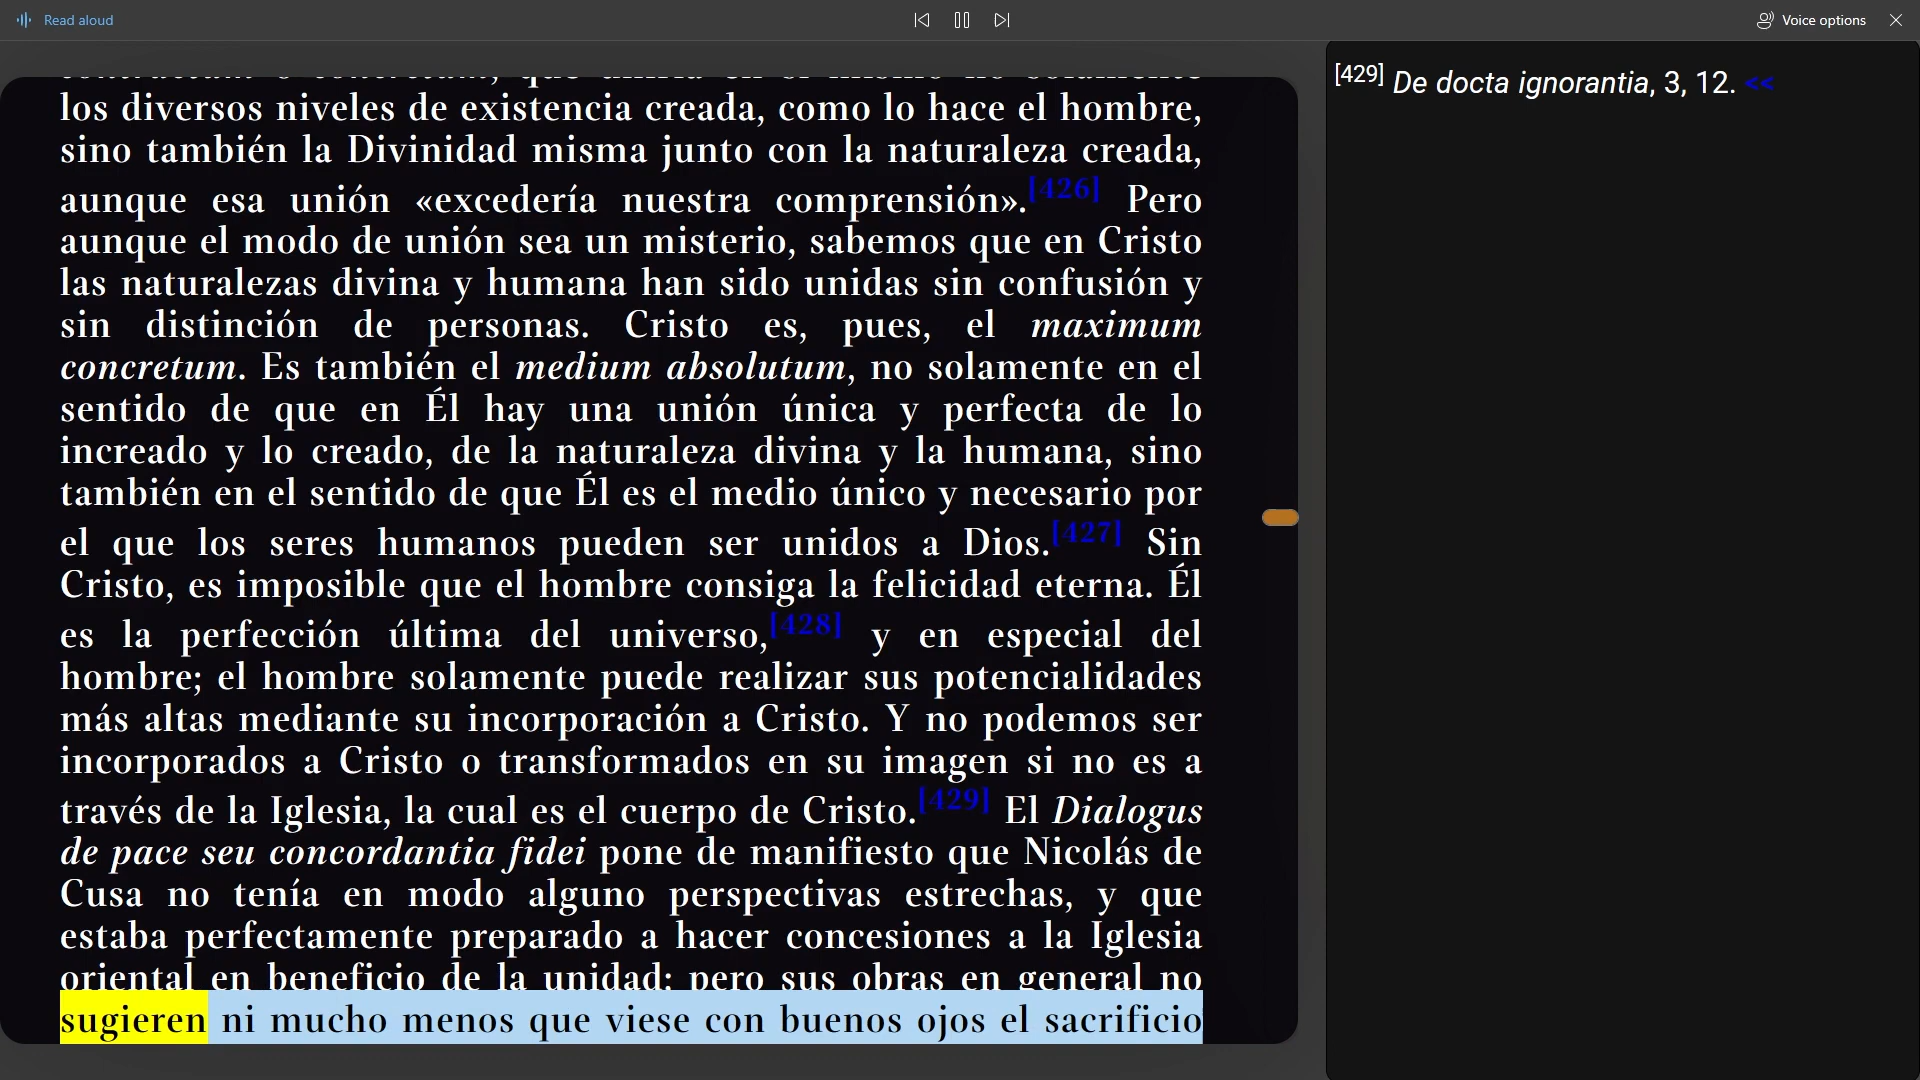 Read aloud
Voice options
los diversos niveles de existencia creada, como lo hace el hombre,
sino también la Divinidad misma junto con la naturaleza creada,
aunque esa unión «excedería nuestra comprensión».[426] Pero
aunque el modo de unión sea un misterio, sabemos que en Cristo
las naturalezas divina y humana han sido unidas sin confusión y
sin distinción de personas. Cristo es, pues, el maximum
concretum. Es también el medium absolutum, no solamente en el
sentido de que en Él hay una unión única y perfecta de lo
increado y lo creado, de la naturaleza divina y la humana, sino
también en el sentido de que Él es el medio único y necesario por
el que los seres humanos pueden ser unidos a Dios.[427] Sin
Cristo, es imposible que el hombre consiga la felicidad eterna. Él
es la perfección última del universo,[428] y en especial del
hombre; el hombre solamente puede realizar sus potencialidades
más altas mediante su incorporación a Cristo. Y no podemos ser
incorporados a Cristo o transformados en su imagen si no es a
través de la Iglesia, la cual es el cuerpo de Cristo.[429] El Dialogus
de pace seu concordantia fidei pone de manifiesto que Nicolás de
Cusa no tenía en modo alguno perspectivas estrechas, y que
estaba perfectamente preparado a hacer concesiones a la Iglesia
oriental en beneficio de la unidad; pero sus obras en general no
sugieren ni mucho menos que viese con buenos ojos el sacrificio
[429] De docta ignorantia, 3, 12. <<